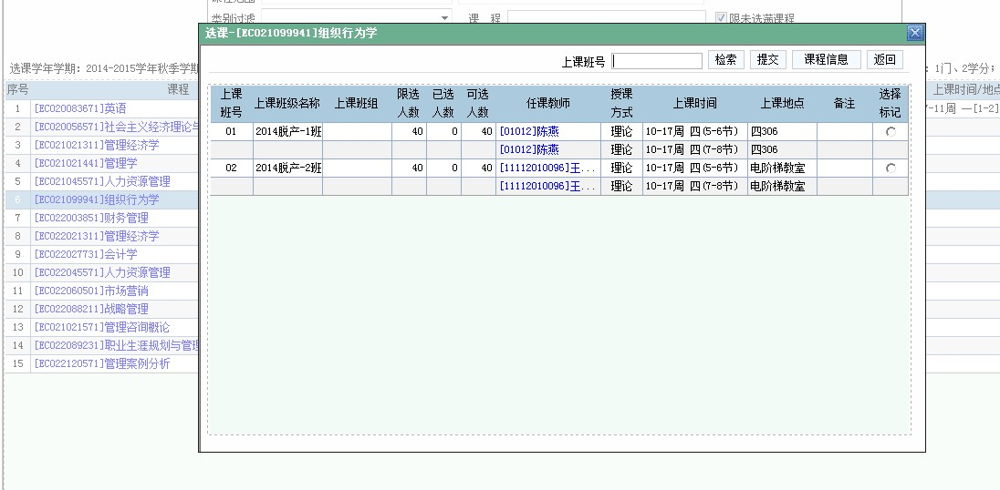 类别过滤 课 程 限未选满课程
选课-[EC021099941]组织行为学
上课班号 检索 提交 课程信息 返回
选课学年学期：2014-2015学年秋季学期 : 1门、2学分;
序号 课程 上课时间/地点
上课班号 上课班级名称 上课班组 限选人数 已选人数 可选人数 任课教师 授课方式 上课时间 上课地点 备注 选择标记
01 2014脱产-1班 40 0 40 [01012]陈燕 理论 10-17周 四(5-6节) 四306
[01012]陈燕 理论 10-17周 四(7-8节) 四306
02 2014脱产-2班 40 0 40 [11112010096]王... 理论 10-17周 四(5-6节) 电阶梯教室
[11112010096]王... 理论 10-17周 四(7-8节) 电阶梯教室
1 [EC020083671]英语 7-11周 一[1-2]
2 [EC020056571]社会主义经济理论与
3 [EC021021311]管理经济学
4 [EC021021441]管理学
5 [EC021045571]人力资源管理
6 [EC021099941]组织行为学
7 [EC022003851]财务管理
8 [EC022021311]管理经济学
9 [EC022027731]会计学
10 [EC022045571]人力资源管理
11 [EC022060501]市场营销
12 [EC022088211]战略管理
13 [EC021021571]管理咨询概论
14 [EC022089231]职业生涯规划与管理
15 [EC022120571]管理案例分析